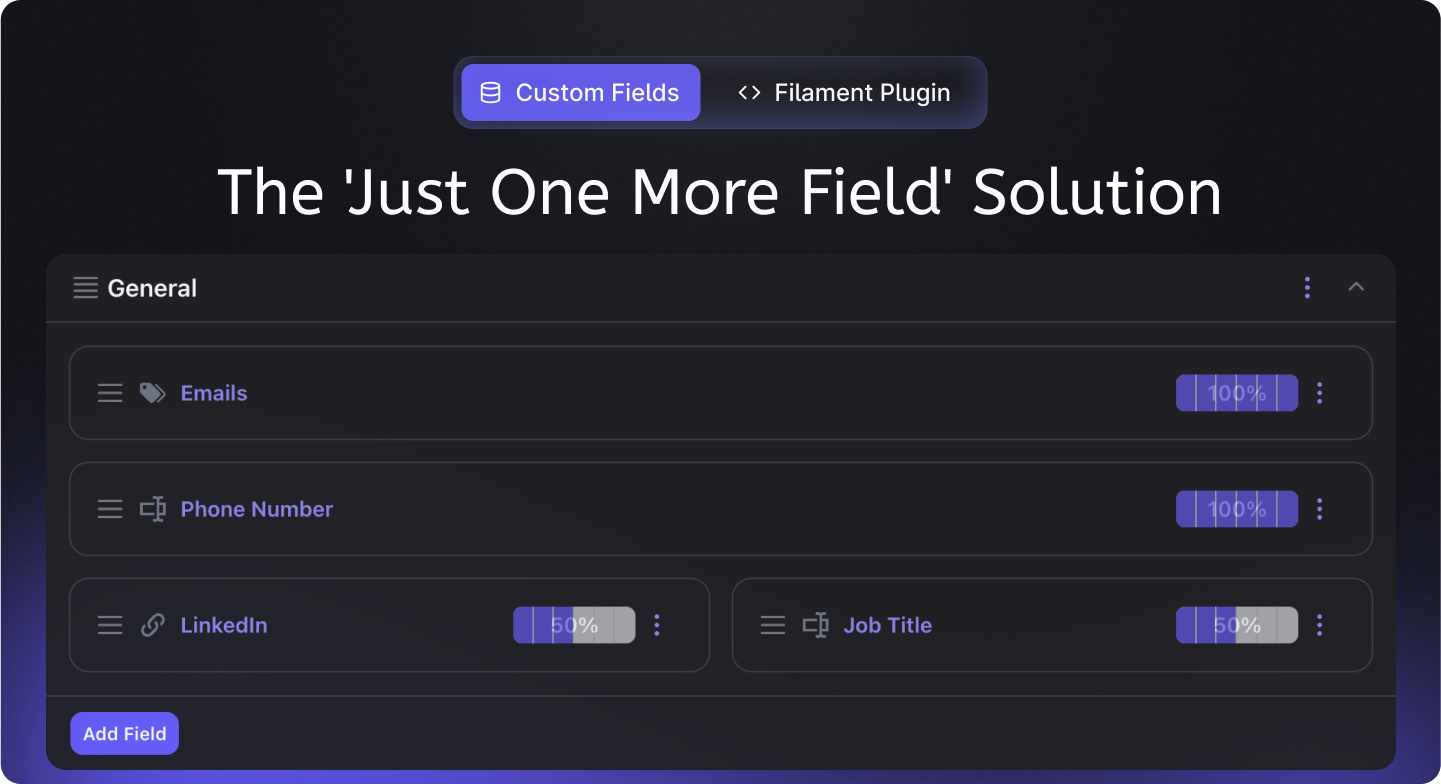 Custom Fields
Filament Plugin
The 'Just One More Field' Solution
General
Emails
100%
Phone Number
100%
LinkedIn
50%
Job Title
50%
Add Field